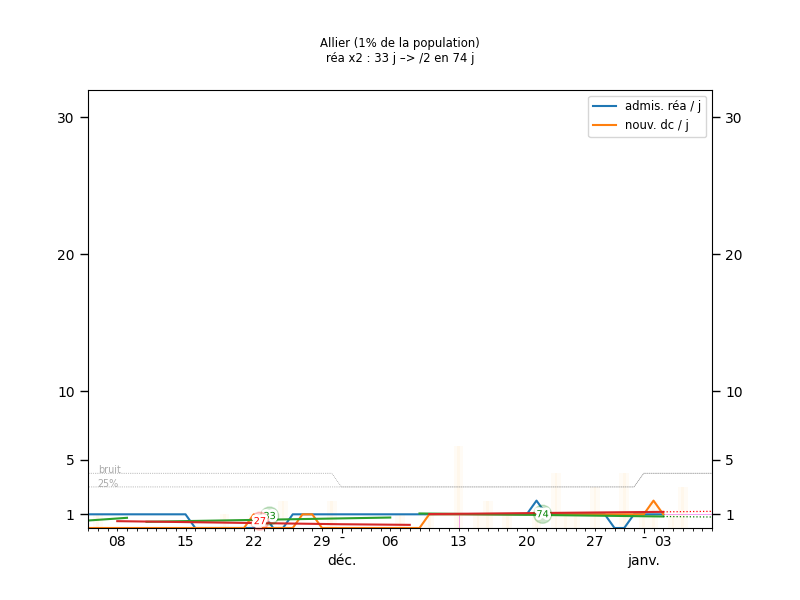 Allier (1% de la population)
réa x2 : 33 j –> /2 en 74 j
admis. réa / j
nouv. dc / j
30 30
20 20
10 10
5 5
bruit
25%
1 27 33 74 1
08 15 22 29 - 06 13 20 27 - 03
déc. janv.